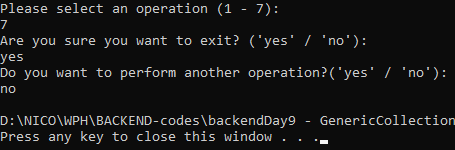 Please select an operation (1 - 7):
7
Are you sure you want to exit? ('yes' / 'no'):
yes
Do you want to perform another operation?('yes' / 'no'):
no
D:\NICO\WPH\BACKEND-codes\backendDay9 - GenericCollection
Press any key to close this window . . .